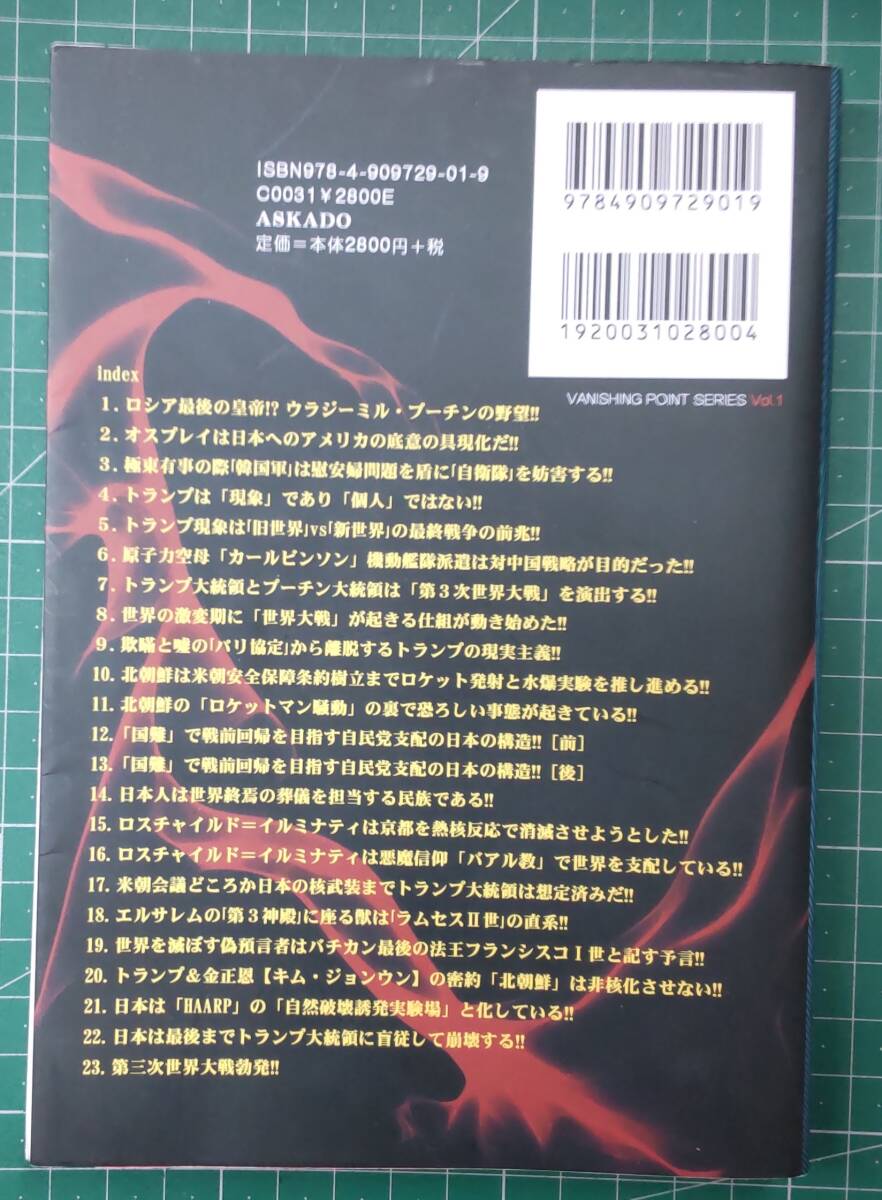 ISBN978-4-909729-01-9
C0031￥2800E
ASKADO
定価＝本体2800円＋税
9784909729019
1920031028004
VANISHING POINT SERIES Vol.1
index
1. ロシア最後の皇帝!? ウラジーミル・プーチンの野望!!
2. オスプレイは日本へのアメリカの底意の具現化だ!!
3. 極東有事の際「韓国軍」は慰安婦問題を盾に「自衛隊」を妨害する!!
4. トランプは「現象」であり「個人」ではない!!
5. トランプ現象は「旧世界」vs「新世界」の最終戦争の前兆!!
6. 原子力空母「カールビンソン」機動艦隊派遣は対中国戦略が目的だった!!
7. トランプ大統領とプーチン大統領は「第３次世界大戦」を演出する!!
8. 世界の激変期に「世界大戦」が起きる仕組が動き始めた!!
9. 欺瞞と嘘の「パリ協定」から離脱するトランプの現実主義!!
10. 北朝鮮は米朝安全保障条約樹立までロケット発射と水爆実験を推し進める!!
11. 北朝鮮の「ロケットマン騒動」の裏で恐ろしい事態が起きている!!
12. 「国難」で戦前回帰を目指す自民党支配の日本の構造!!［前］
13. 「国難」で戦前回帰を目指す自民党支配の日本の構造!!［後］
14. 日本人は世界終焉の葬儀を担当する民族である!!
15. ロスチャイルド＝イルミナティは京都を熱核反応で消滅させようとした!!
16. ロスチャイルド＝イルミナティは悪魔信仰「バアル教」で世界を支配している!!
17. 米朝会議どころか日本の核武装までトランプ大統領は想定済みだ!!
18. エルサレムの「第３神殿」に座る獣は「ラムセスⅡ世」の直系!!
19. 世界を滅ぼす偽預言者はバチカン最後の法王フランシスコⅠ世と記す予言!!
20. トランプ＆金正恩【キム・ジョンウン】の密約「北朝鮮」は非核化させない!!
21. 日本は「HAARP」の「自然破壊誘発実験場」と化している!!
22. 日本は最後までトランプ大統領に盲従して崩壊する!!
23. 第三次世界大戦勃発!!